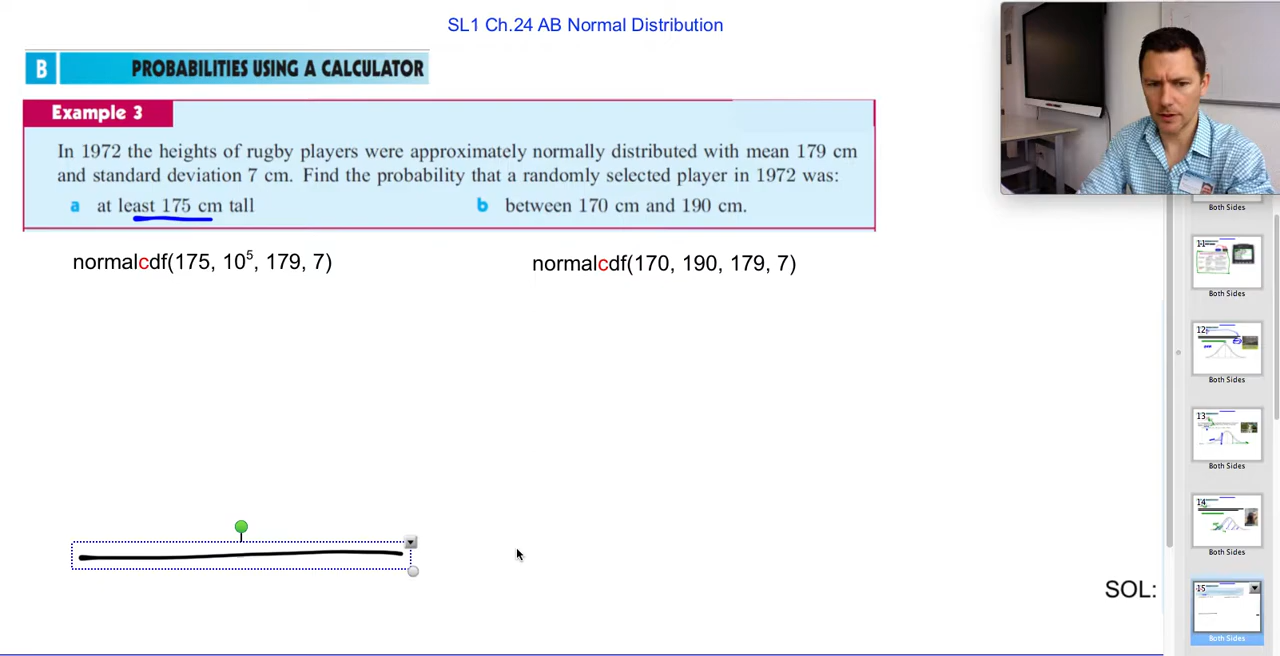 SL1 Ch.24 AB Normal Distribution
B PROBABILITIES USING A CALCULATOR
Example 3
In 1972 the heights of rugby players were approximately normally distributed with mean 179 cm
and standard deviation 7 cm. Find the probability that a randomly selected player in 1972 was:
a at least 175 cm tall b between 170 cm and 190 cm.
normalcdf(175, 10⁵, 179, 7) normalcdf(170, 190, 179, 7)
SOL:
Both Sides
11
Both Sides
12
Both Sides
13
Both Sides
14
Both Sides
15
Both Sides